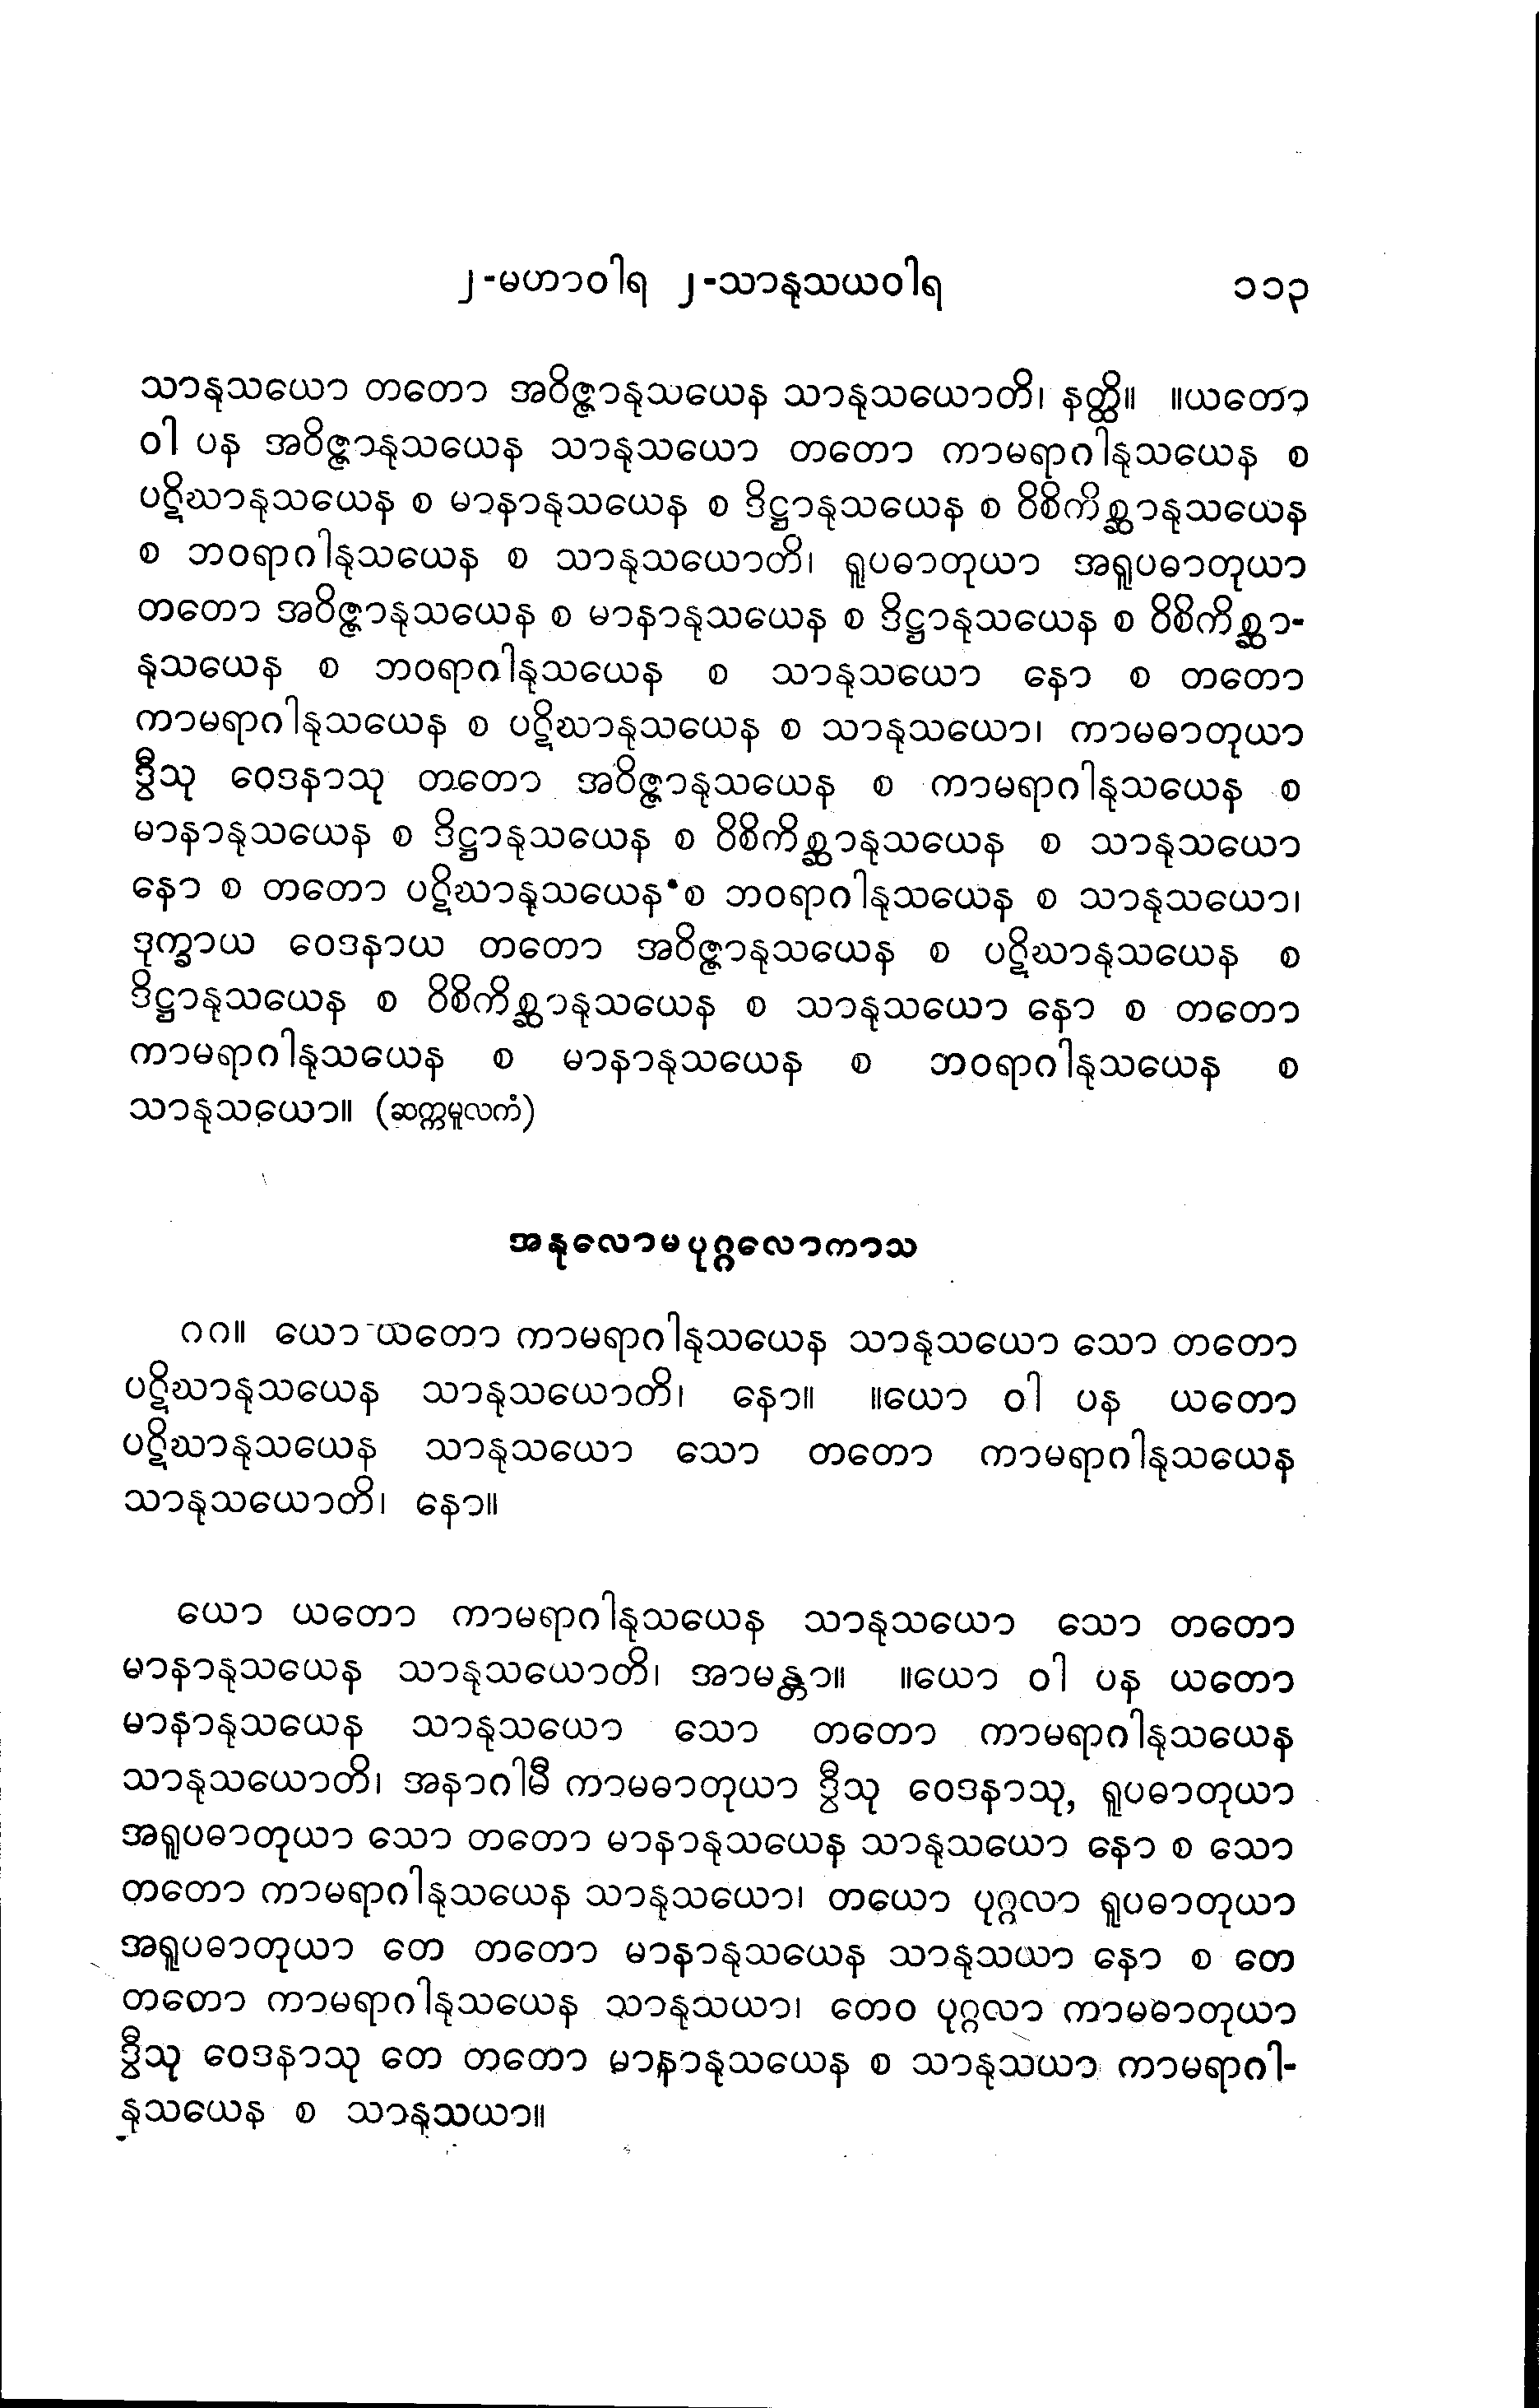 ၂-မဟာဝါရ ၂-သာနုသယဝါရ ၁၁၃
သာနုသယော တတော အဝိဇ္ဇာနုသယေန သာနုသယောတိ၊ နတ္ထိ။ ။ယတော
ဝါ ပန အဝိဇ္ဇာနုသယေန သာနုသယော တတော ကာမရာဂါနုသယေန စ
ပဋိဃာနုသယေန စ မာနာနုသယေန စ ဒိဋ္ဌာနုသယေန စ ဝိစိကိစ္ဆာနုသယေန
စ ဘဝရာဂါနုသယေန စ သာနုသယောတိ၊ ရူပဓာတုယာ အရူပဓာတုယာ
တတော အဝိဇ္ဇာနုသယေန စ မာနာနုသယေန စ ဒိဋ္ဌာနုသယေန စ ဝိစိကိစ္ဆာ-
နုသယေန စ ဘဝရာဂါနုသယေန စ သာနုသယော နော စ တတော
ကာမရာဂါနုသယေန စ ပဋိဃာနုသယေန စ သာနုသယော၊ ကာမဓာတုယာ
ဒွီသု ဝေဒနာသု တတော အဝိဇ္ဇာနုသယေန စ ကာမရာဂါနုသယေန စ
မာနာနုသယေန စ ဒိဋ္ဌာနုသယေန စ ဝိစိကိစ္ဆာနုသယေန စ သာနုသယော
နော စ တတော ပဋိဃာနုသယေန စ ဘဝရာဂါနုသယေန စ သာနုသယော၊
ဒုက္ခာယ ဝေဒနာယ တတော အဝိဇ္ဇာနုသယေန စ ပဋိဃာနုသယေန စ
ဒိဋ္ဌာနုသယေန စ ဝိစိကိစ္ဆာနုသယေန စ သာနုသယော နော စ တတော
ကာမရာဂါနုသယေန စ မာနာနုသယေန စ ဘဝရာဂါနုသယေန စ
သာနုသယော။ (ဆက္ကမူလကံ)
အနုလောမပုဂ္ဂလောကာသ
၈၈။ ယော ယတော ကာမရာဂါနုသယေန သာနုသယော သော တတော
ပဋိဃာနုသယေန သာနုသယောတိ၊ နော။ ။ယော ဝါ ပန ယတော
ပဋိဃာနုသယေန သာနုသယော သော တတော ကာမရာဂါနုသယေန
သာနုသယောတိ၊ နော။
ယော ယတော ကာမရာဂါနုသယေန သာနုသယော သော တတော
မာနာနုသယေန သာနုသယောတိ၊ အာမန္တာ။ ။ယော ဝါ ပန ယတော
မာနာနုသယေန သာနုသယော သော တတော ကာမရာဂါနုသယေန
သာနုသယောတိ၊ အနာဂါမီ ကာမဓာတုယာ ဒွီသု ဝေဒနာသု, ရူပဓာတုယာ
အရူပဓာတုယာ သော တတော မာနာနုသယေန သာနုသယော နော စ သော
တတော ကာမရာဂါနုသယေန သာနုသယော၊ တယော ပုဂ္ဂလာ ရူပဓာတုယာ
အရူပဓာတုယာ တေ တတော မာနာနုသယေန သာနုသယာ နော စ တေ
တတော ကာမရာဂါနုသယေန သာနုသယာ၊ တေဝ ပုဂ္ဂလာ ကာမဓာတုယာ
ဒွီသု ဝေဒနာသု တေ တတော မာနာနုသယေန စ သာနုသယာ ကာမရာဂါ-
နုသယေန စ သာနုသယာ။